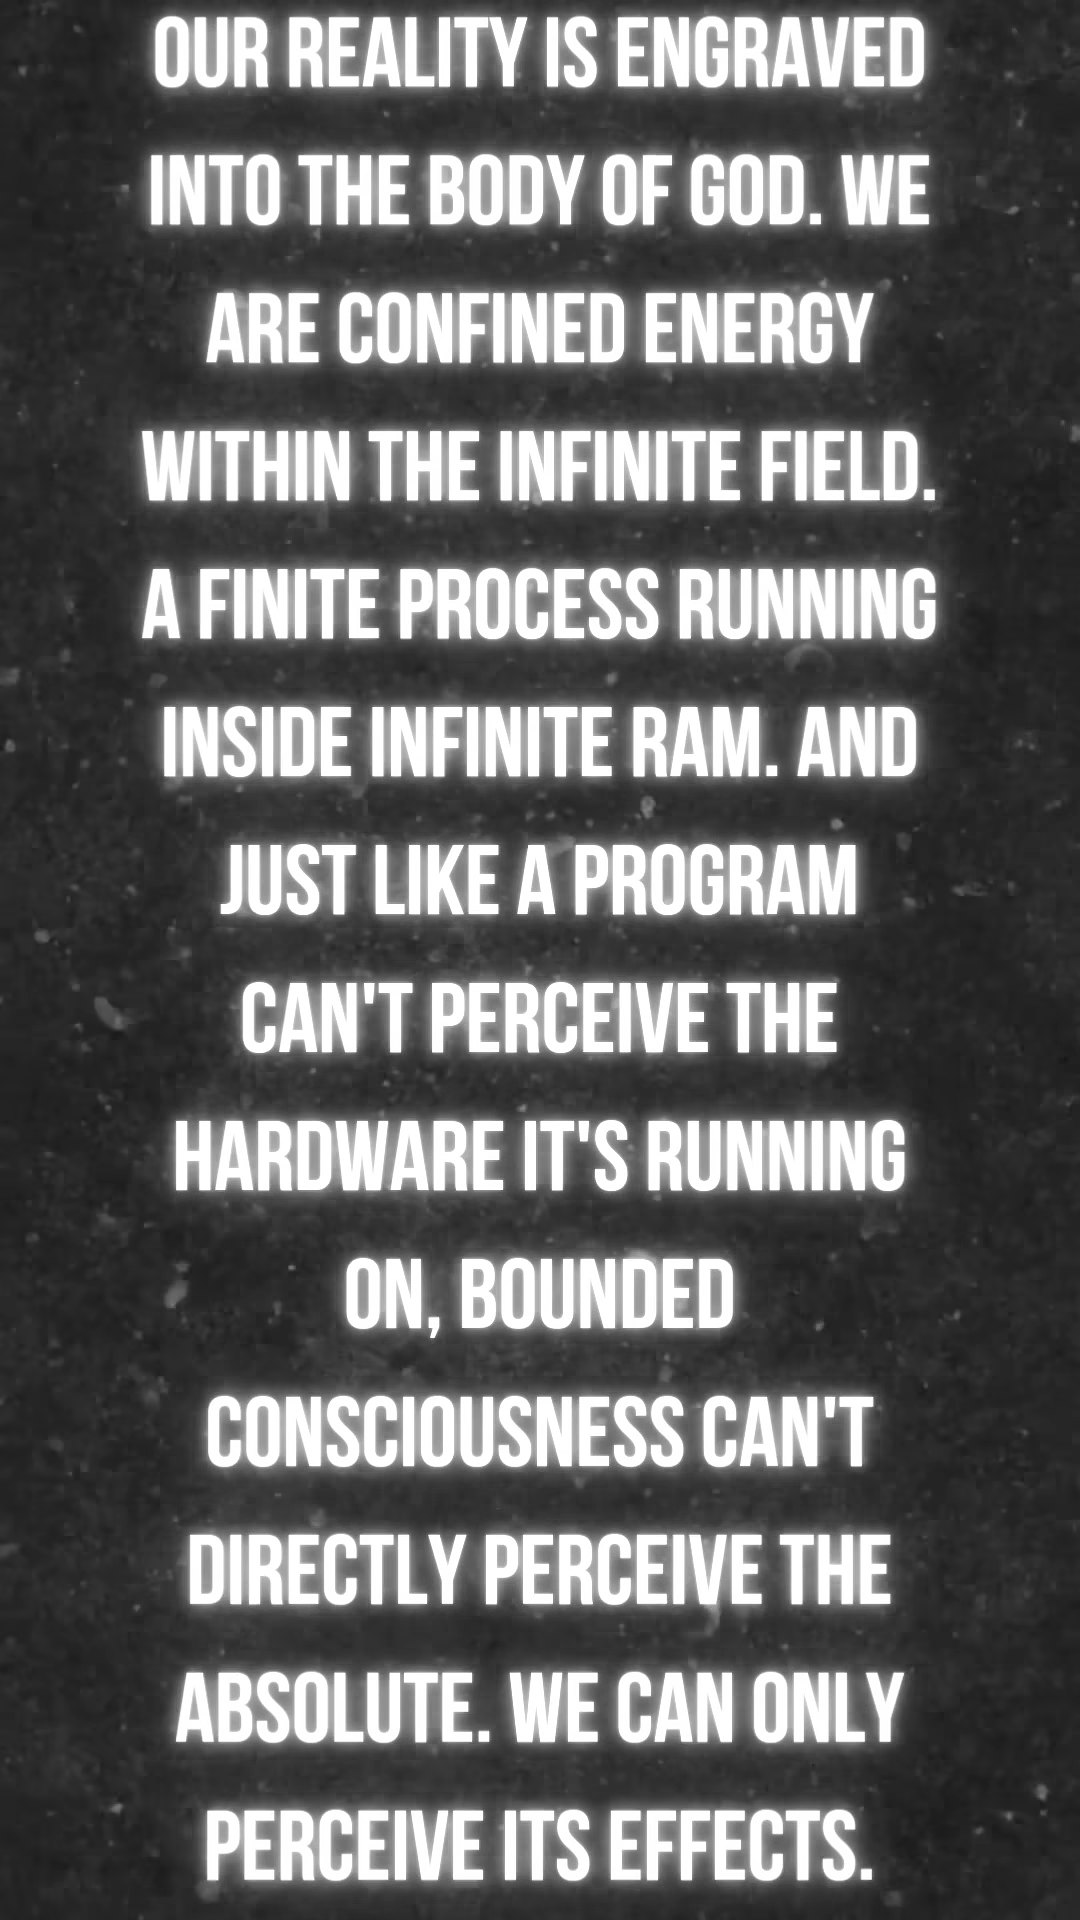 OUR REALITY IS ENGRAVED
INTO THE BODY OF GOD. WE
ARE CONFINED ENERGY
WITHIN THE INFINITE FIELD.
A FINITE PROCESS RUNNING
INSIDE INFINITE RAM. AND
JUST LIKE A PROGRAM
CAN'T PERCEIVE THE
HARDWARE IT'S RUNNING
ON, BOUNDED
CONSCIOUSNESS CAN'T
DIRECTLY PERCEIVE THE
ABSOLUTE. WE CAN ONLY
PERCEIVE ITS EFFECTS.